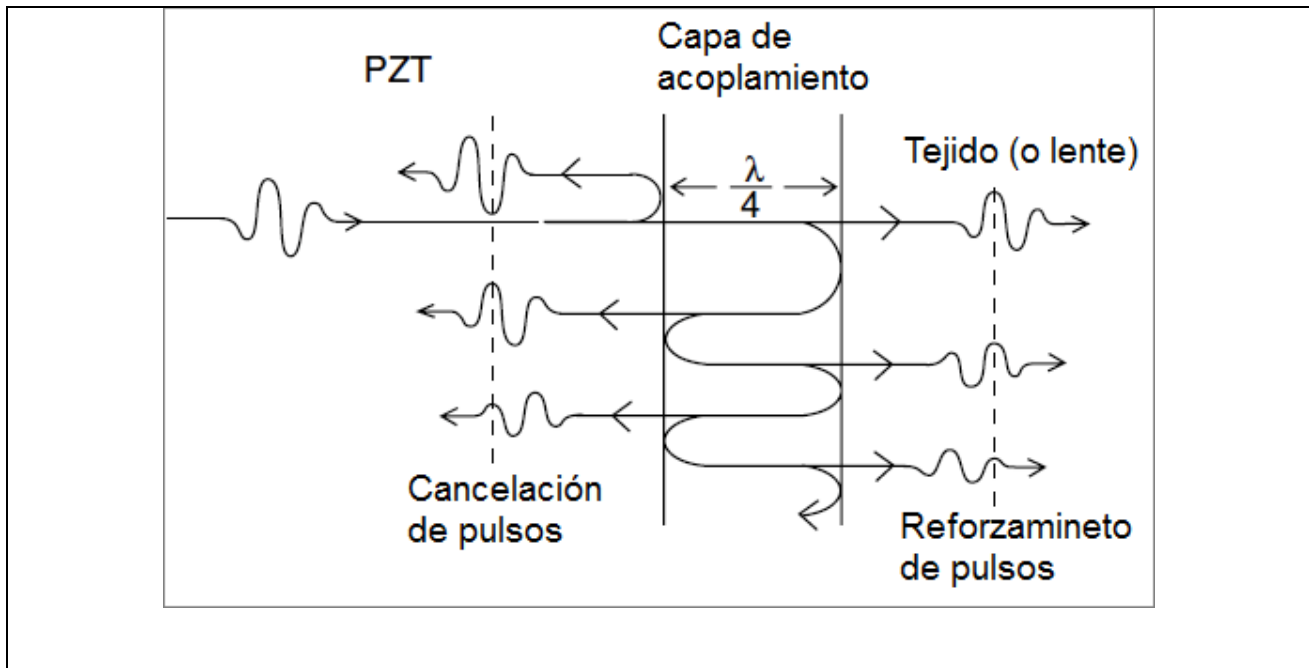 PZT
Capa de
acoplamiento
λ
4
Tejido (o lente)
Cancelación
de pulsos
Reforzamineto
de pulsos